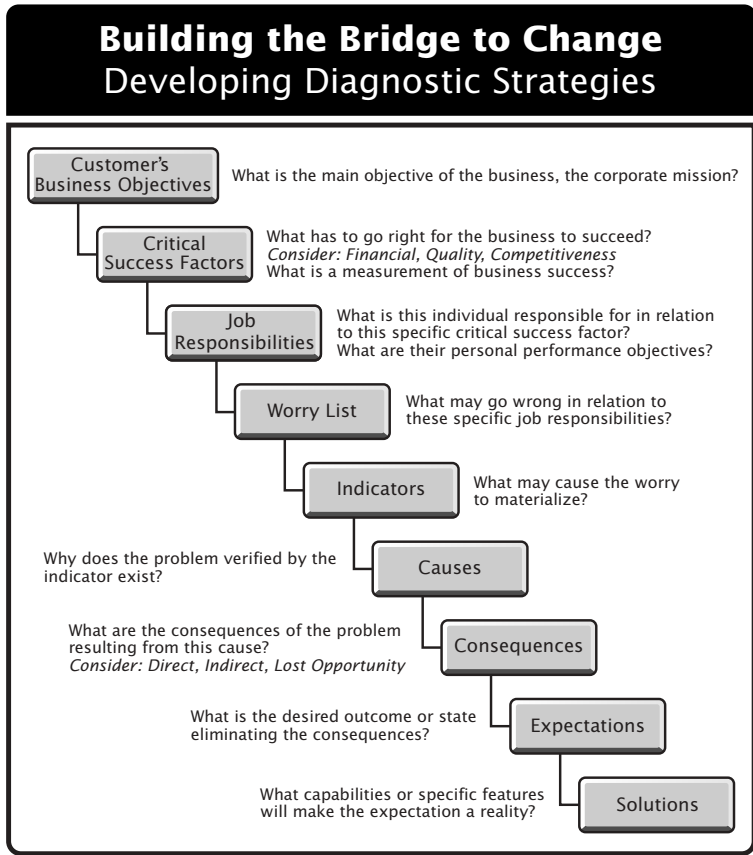 Building the Bridge to Change
Developing Diagnostic Strategies
Customer's
Business Objectives
What is the main objective of the business, the corporate mission?
Critical
Success Factors
What has to go right for the business to succeed?
Consider: Financial, Quality, Competitiveness
What is a measurement of business success?
Job
Responsibilities
What is this individual responsible for in relation
to this specific critical success factor?
What are their personal performance objectives?
Worry List
What may go wrong in relation to
these specific job responsibilities?
Indicators
What may cause the worry
to materialize?
Why does the problem verified by the
indicator exist?
Causes
What are the consequences of the problem
resulting from this cause?
Consider: Direct, Indirect, Lost Opportunity
Consequences
What is the desired outcome or state
eliminating the consequences?
Expectations
What capabilities or specific features
will make the expectation a reality?
Solutions